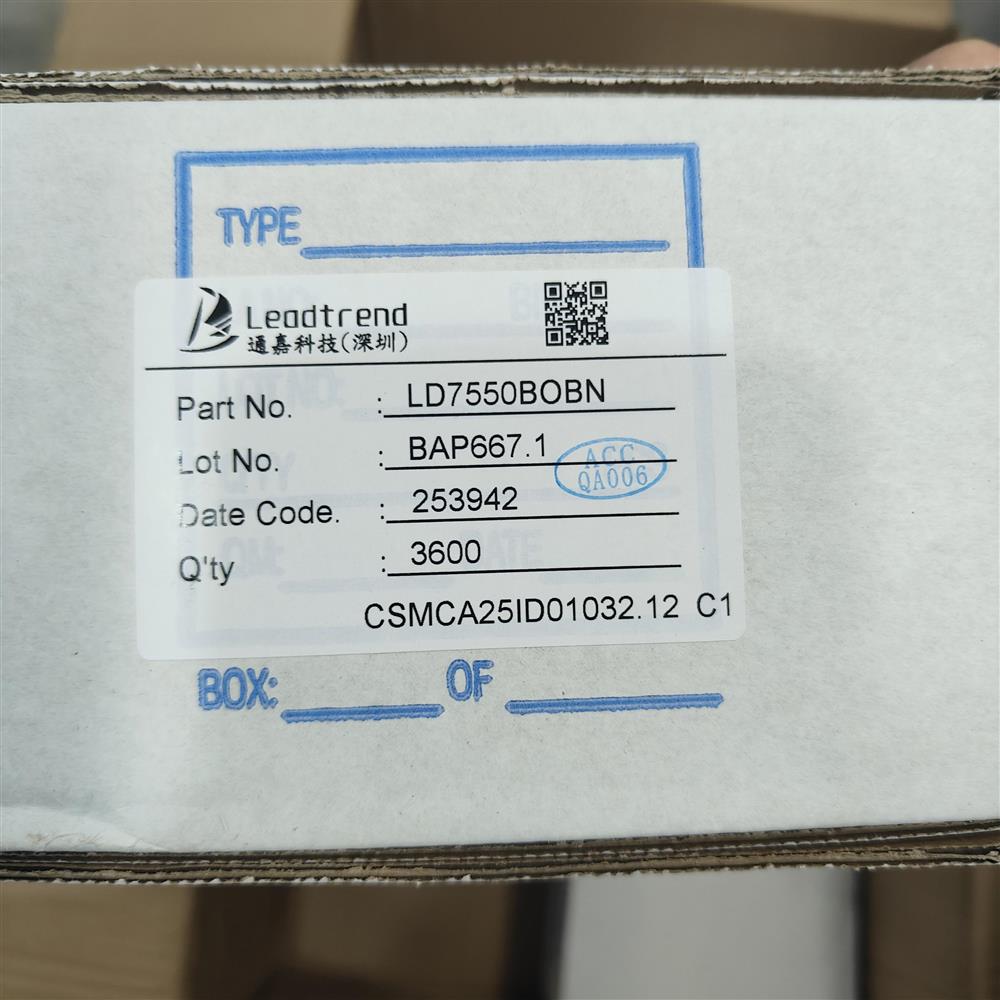 TYPE
Leadtrend
通嘉科技(深圳)
Part No. : LD7550BOBN
Lot No. : BAP667.1
ACC
QA006
Date Code. : 253942
Q'ty : 3600
CSMCA25ID01032.12 C1
BOX: OF